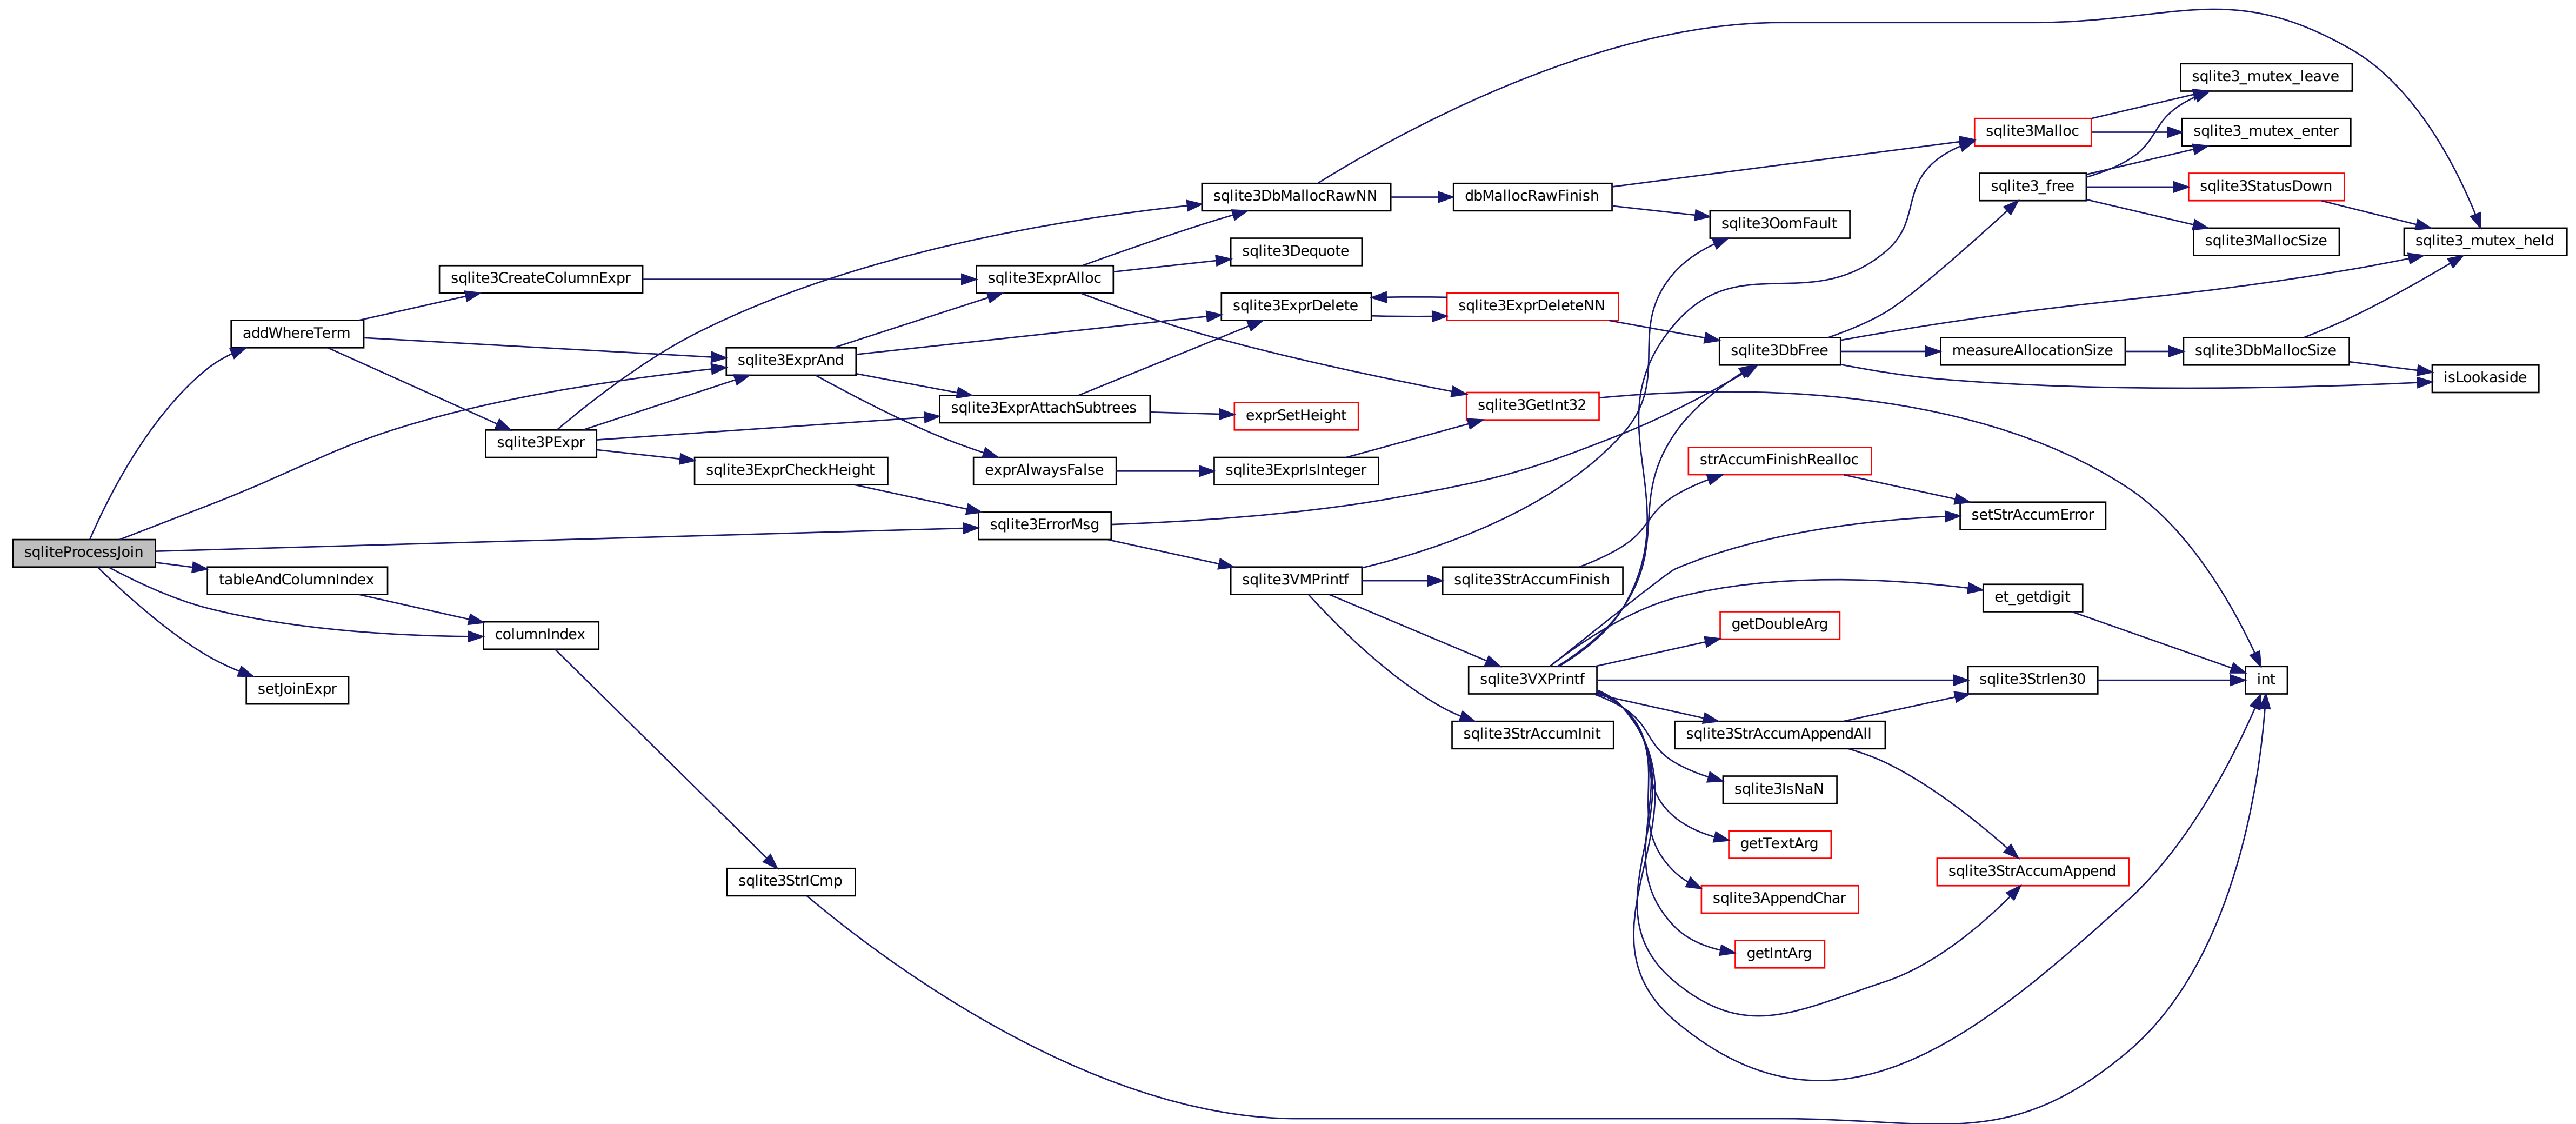 sqliteProcessJoin
addWhereTerm
tableAndColumnIndex
setJoinExpr
sqlite3CreateColumnExpr
sqlite3PExpr
columnIndex
sqlite3ExprAnd
sqlite3ExprCheckHeight
sqlite3StrICmp
sqlite3ExprAlloc
sqlite3ExprAttachSubtrees
exprAlwaysFalse
sqlite3ErrorMsg
sqlite3DbMallocRawNN
sqlite3Dequote
sqlite3ExprDelete
exprSetHeight
sqlite3ExprIsInteger
sqlite3VMPrintf
dbMallocRawFinish
sqlite3ExprDeleteNN
sqlite3GetInt32
sqlite3StrAccumFinish
sqlite3VXPrintf
sqlite3StrAccumInit
sqlite3OomFault
sqlite3DbFree
strAccumFinishRealloc
getDoubleArg
sqlite3StrAccumAppendAll
sqlite3IsNaN
getTextArg
sqlite3AppendChar
getIntArg
sqlite3Malloc
sqlite3_free
measureAllocationSize
setStrAccumError
et_getdigit
sqlite3Strlen30
sqlite3StrAccumAppend
sqlite3_mutex_leave
sqlite3_mutex_enter
sqlite3StatusDown
sqlite3MallocSize
sqlite3DbMallocSize
int
sqlite3_mutex_held
isLookaside